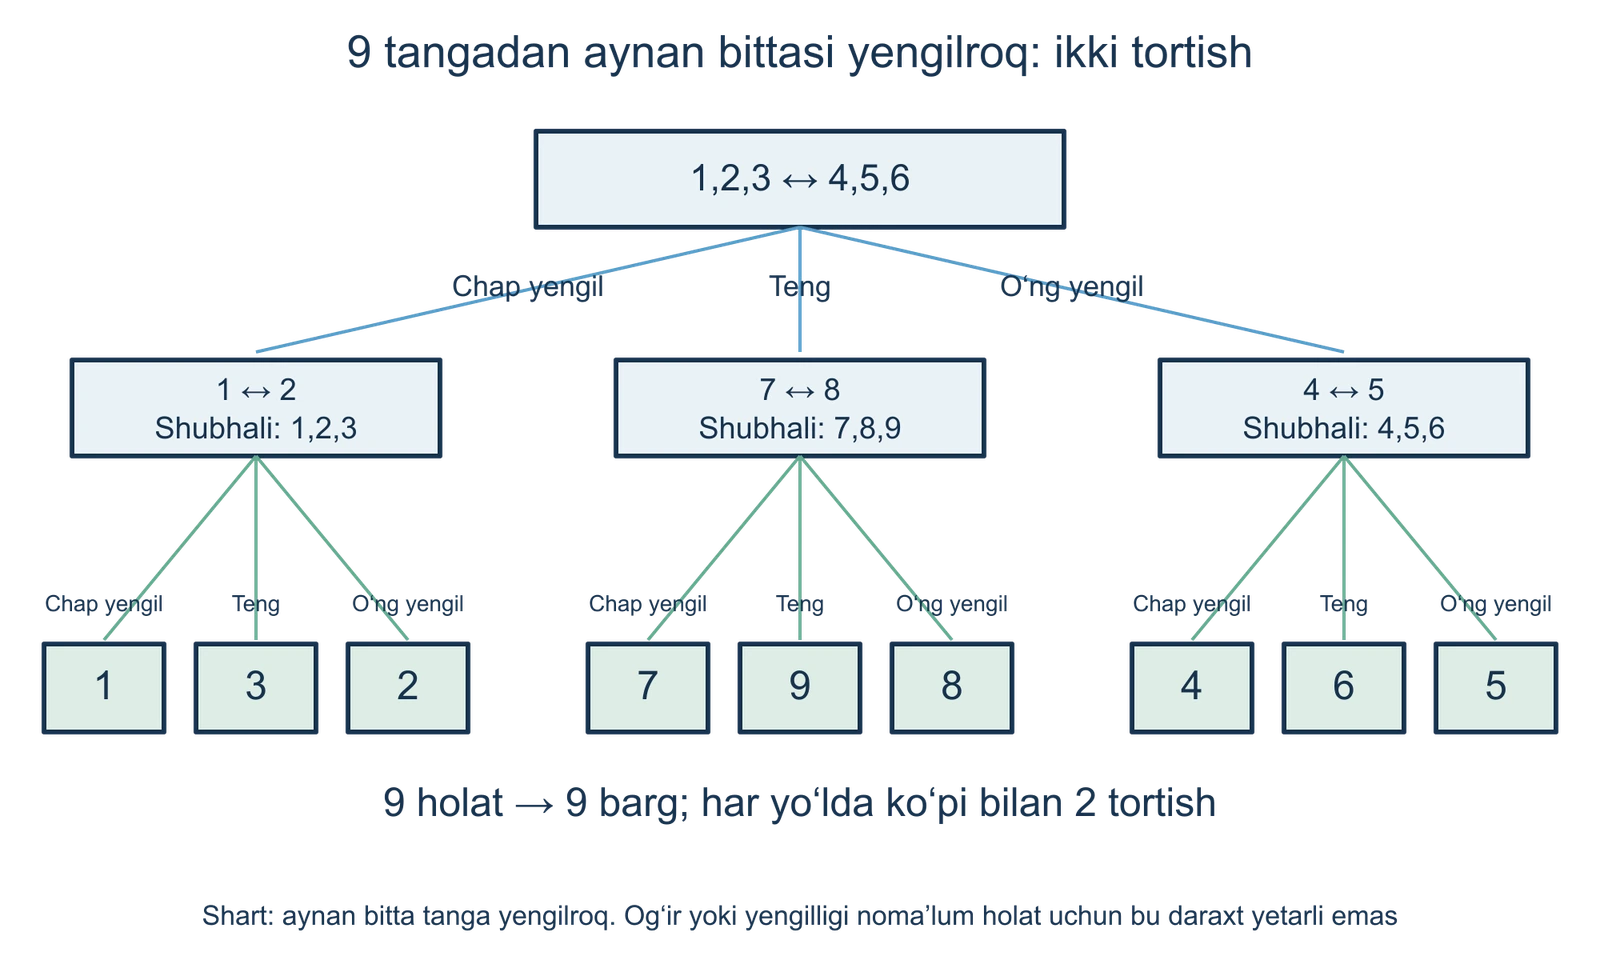 9 tangadan aynan bittasi yengilroq: ikki tortish
1,2,3 ↔ 4,5,6
Chap yengil
Teng
O‘ng yengil
1 ↔ 2
Shubhali: 1,2,3
7 ↔ 8
Shubhali: 7,8,9
4 ↔ 5
Shubhali: 4,5,6
Chap yengil
Teng
O‘ng yengil
Chap yengil
Teng
O‘ng yengil
Chap yengil
Teng
O‘ng yengil
1
3
2
7
9
8
4
6
5
9 holat → 9 barg; har yo‘lda ko‘pi bilan 2 tortish
Shart: aynan bitta tanga yengilroq. Og‘ir yoki yengilligi noma’lum holat uchun bu daraxt yetarli emas